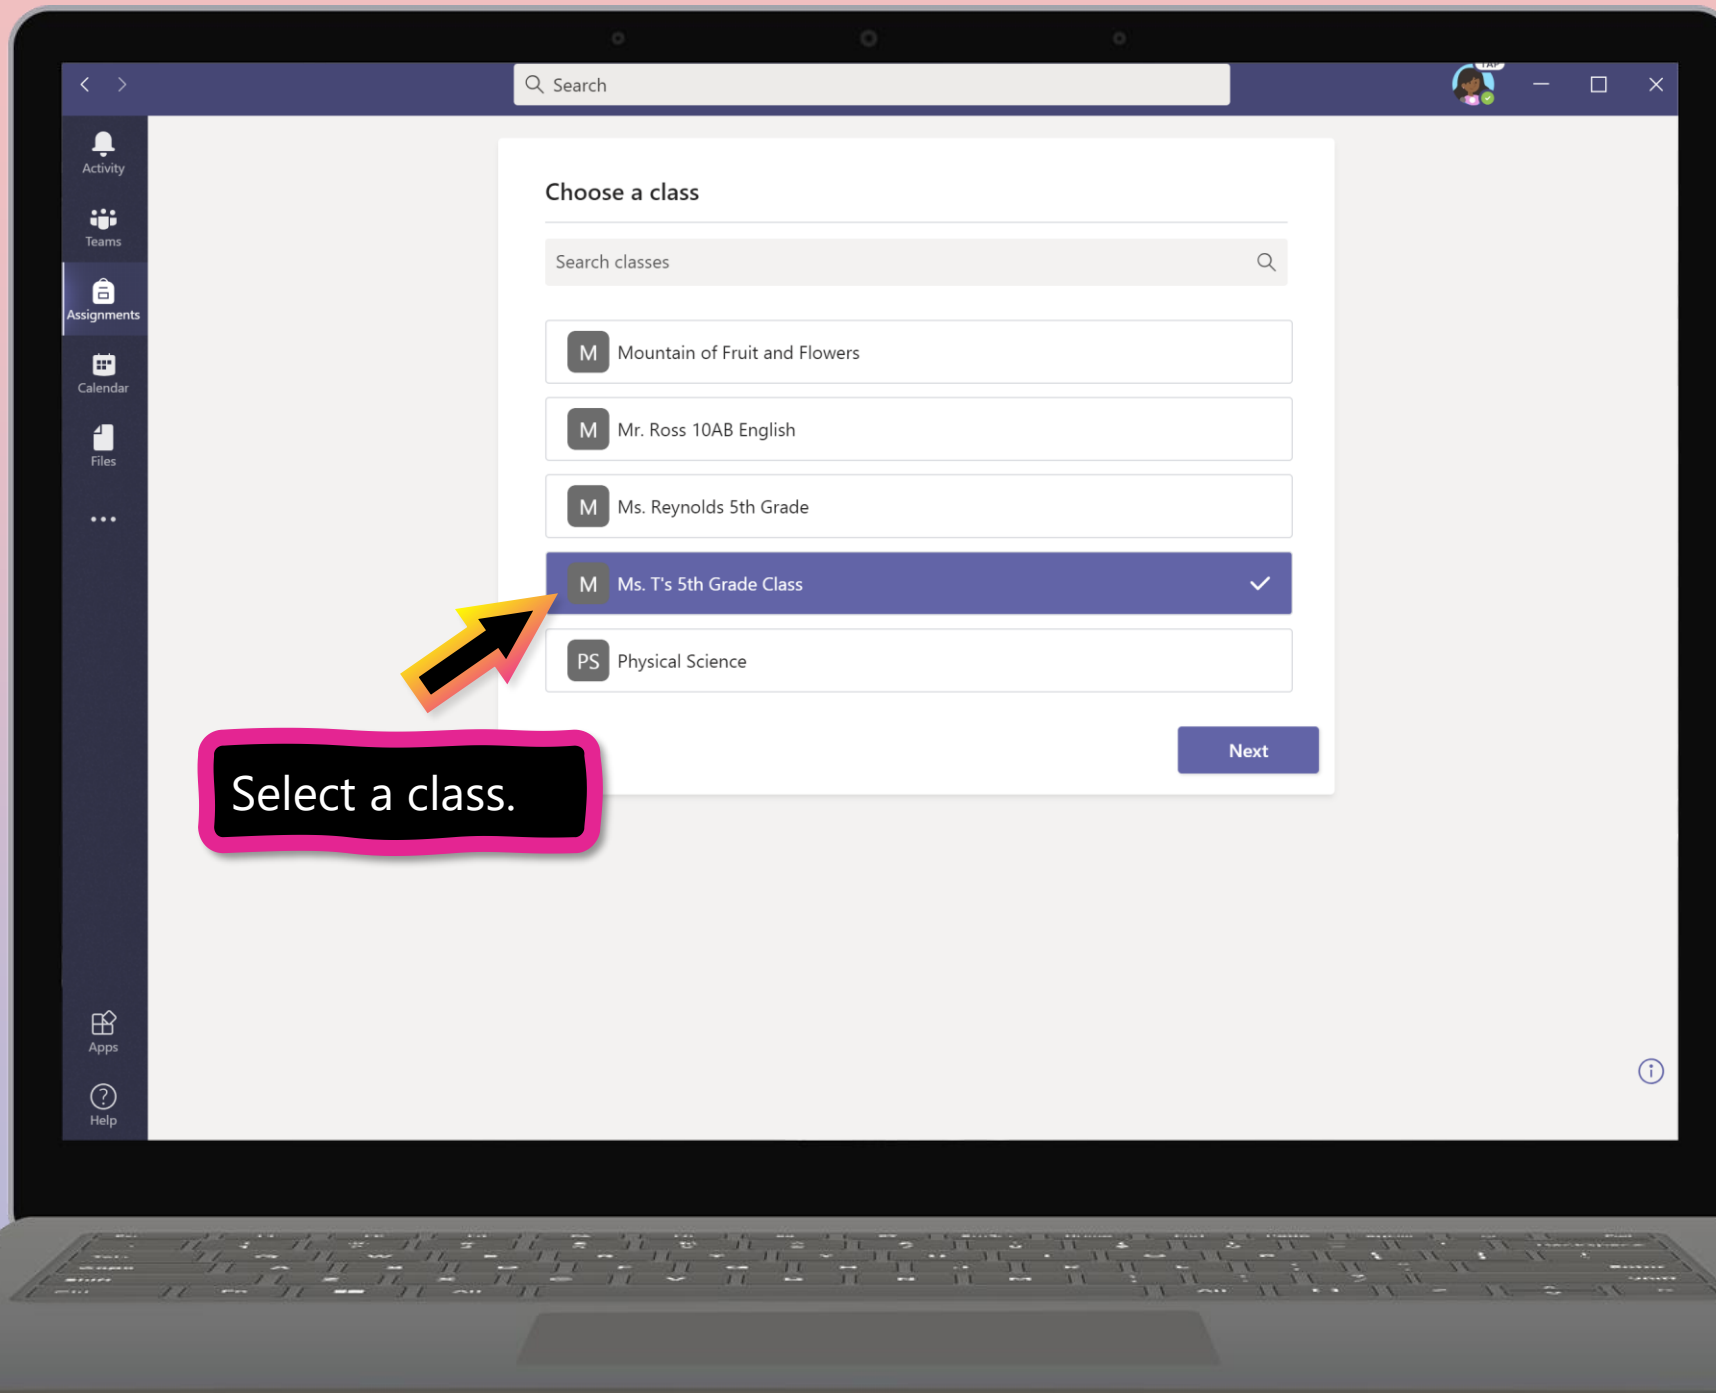 Search
TAP
Activity
Teams
Assignments
Calendar
Files
Choose a class
Search classes
M Mountain of Fruit and Flowers
M Mr. Ross 10AB English
M Ms. Reynolds 5th Grade
M Ms. T's 5th Grade Class
PS Physical Science
Next
Select a class.
Apps
Help